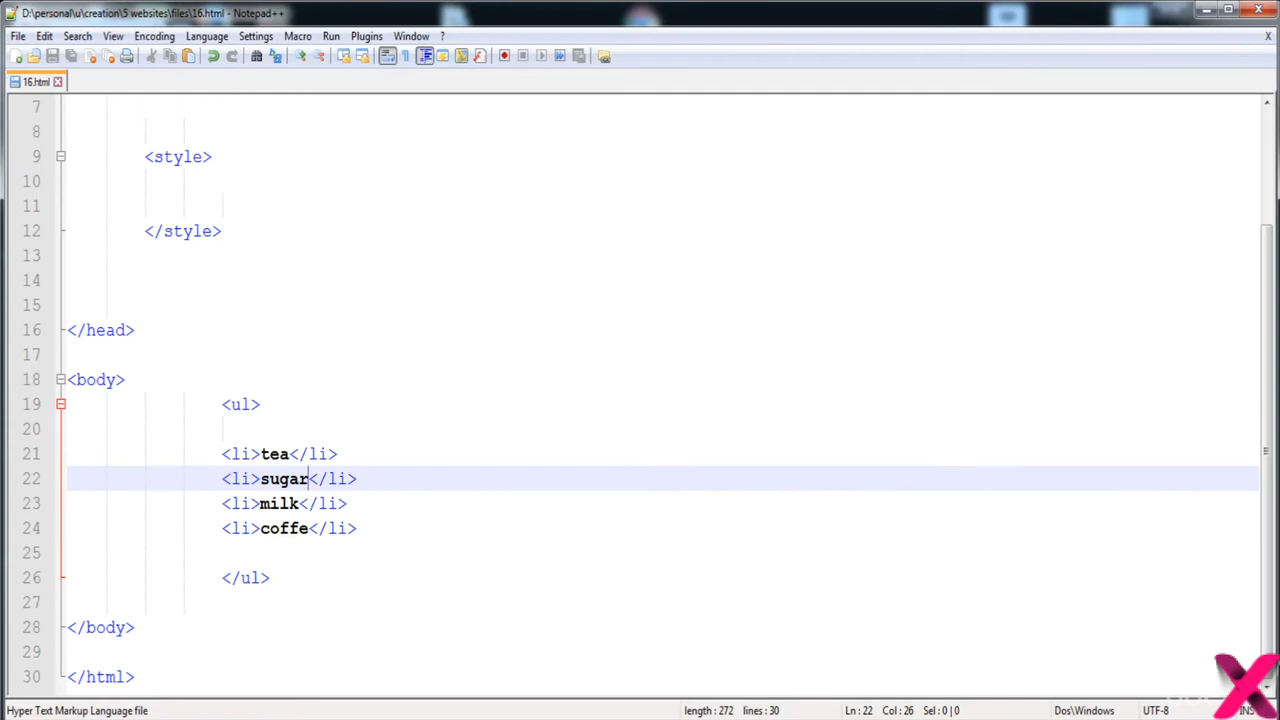 D:\personal\u\creation\5 websites\files\16.html - Notepad++
File Edit Search View Encoding Language Settings Macro Run Plugins Window ? X
16.html
7
8
9 <style>
10
11
12 </style>
13
14
15
16 </head>
17
18 <body>
19 <ul>
20
21 <li>tea</li>
22 <li>sugar</li>
23 <li>milk</li>
24 <li>coffe</li>
25
26 </ul>
27
28 </body>
29
30 </html>
Hyper Text Markup Language file length : 272 lines : 30 Ln : 22 Col : 26 Sel : 0 | 0 Dos\Windows UTF-8 INS